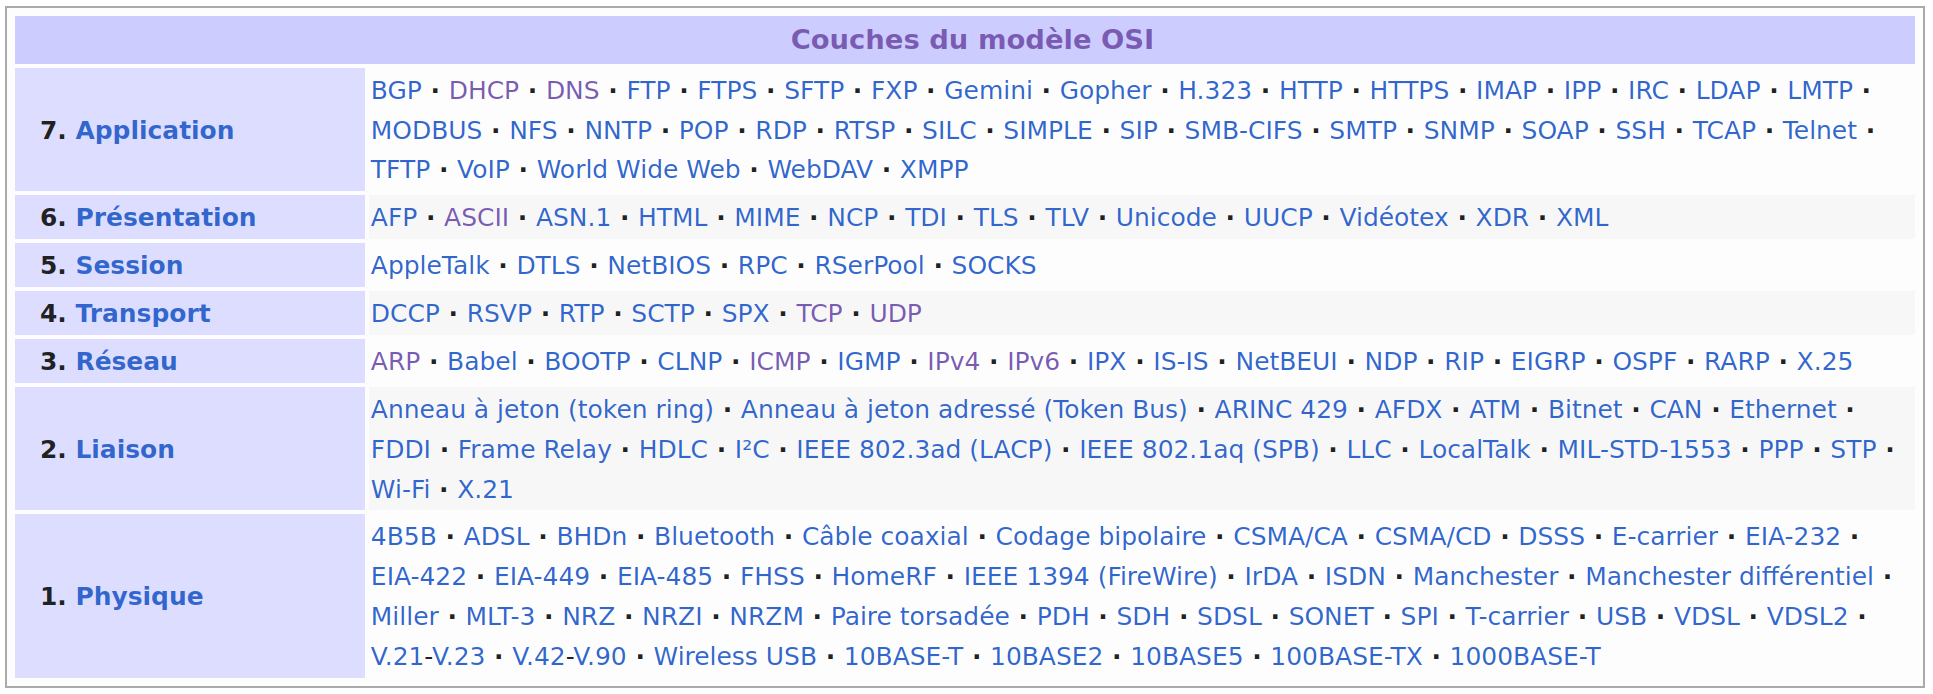 Couches du modèle OSI
7. Application
BGP · DHCP · DNS · FTP · FTPS · SFTP · FXP · Gemini · Gopher · H.323 · HTTP · HTTPS · IMAP · IPP · IRC · LDAP · LMTP ·
MODBUS · NFS · NNTP · POP · RDP · RTSP · SILC · SIMPLE · SIP · SMB-CIFS · SMTP · SNMP · SOAP · SSH · TCAP · Telnet ·
TFTP · VoIP · World Wide Web · WebDAV · XMPP
6. Présentation
AFP · ASCII · ASN.1 · HTML · MIME · NCP · TDI · TLS · TLV · Unicode · UUCP · Vidéotex · XDR · XML
5. Session
AppleTalk · DTLS · NetBIOS · RPC · RSerPool · SOCKS
4. Transport
DCCP · RSVP · RTP · SCTP · SPX · TCP · UDP
3. Réseau
ARP · Babel · BOOTP · CLNP · ICMP · IGMP · IPv4 · IPv6 · IPX · IS-IS · NetBEUI · NDP · RIP · EIGRP · OSPF · RARP · X.25
2. Liaison
Anneau à jeton (token ring) · Anneau à jeton adressé (Token Bus) · ARINC 429 · AFDX · ATM · Bitnet · CAN · Ethernet ·
FDDI · Frame Relay · HDLC · I²C · IEEE 802.3ad (LACP) · IEEE 802.1aq (SPB) · LLC · LocalTalk · MIL-STD-1553 · PPP · STP ·
Wi-Fi · X.21
1. Physique
4B5B · ADSL · BHDn · Bluetooth · Câble coaxial · Codage bipolaire · CSMA/CA · CSMA/CD · DSSS · E-carrier · EIA-232 ·
EIA-422 · EIA-449 · EIA-485 · FHSS · HomeRF · IEEE 1394 (FireWire) · IrDA · ISDN · Manchester · Manchester différentiel ·
Miller · MLT-3 · NRZ · NRZI · NRZM · Paire torsadée · PDH · SDH · SDSL · SONET · SPI · T-carrier · USB · VDSL · VDSL2 ·
V.21-V.23 · V.42-V.90 · Wireless USB · 10BASE-T · 10BASE2 · 10BASE5 · 100BASE-TX · 1000BASE-T